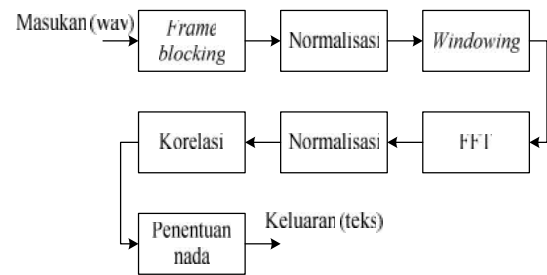 Masukan (wav)
Frame
blocking
Normalisasi
Windowing
Korelasi
Normalisasi
FFT
Penentuan
nada
Keluaran (teks)